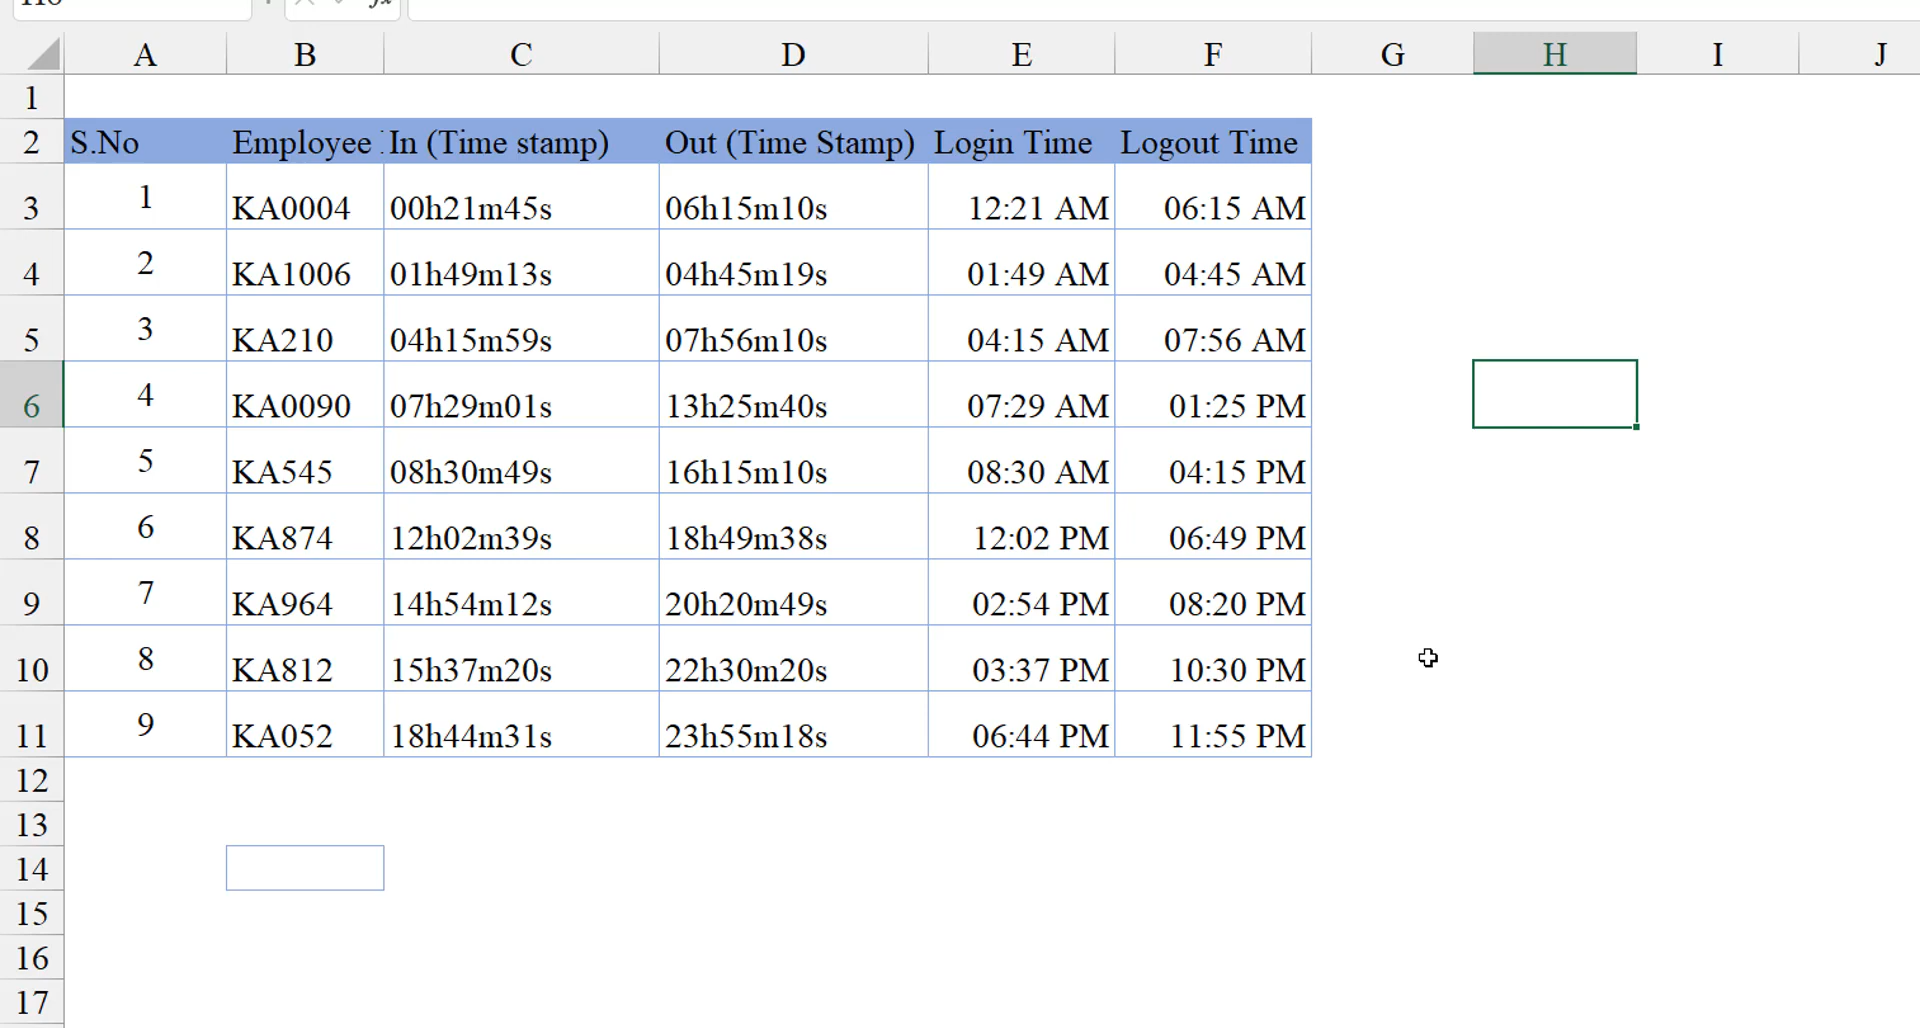 fx
A B C D E F G H I J
1
2 S.No Employee In (Time stamp) Out (Time Stamp) Login Time Logout Time
3 1 KA0004 00h21m45s 06h15m10s 12:21 AM 06:15 AM
4 2 KA1006 01h49m13s 04h45m19s 01:49 AM 04:45 AM
5 3 KA210 04h15m59s 07h56m10s 04:15 AM 07:56 AM
6 4 KA0090 07h29m01s 13h25m40s 07:29 AM 01:25 PM
7 5 KA545 08h30m49s 16h15m10s 08:30 AM 04:15 PM
8 6 KA874 12h02m39s 18h49m38s 12:02 PM 06:49 PM
9 7 KA964 14h54m12s 20h20m49s 02:54 PM 08:20 PM
10 8 KA812 15h37m20s 22h30m20s 03:37 PM 10:30 PM
11 9 KA052 18h44m31s 23h55m18s 06:44 PM 11:55 PM
12
13
14
15
16
17